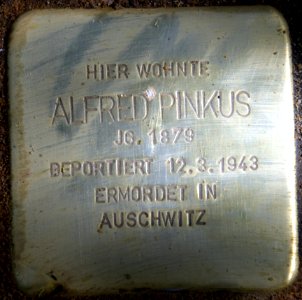 HIER WOHNTE
ALFRED PINKUS
JG. 1879
DEPORTIERT 12.3.1943
ERMORDET IN
AUSCHWITZ